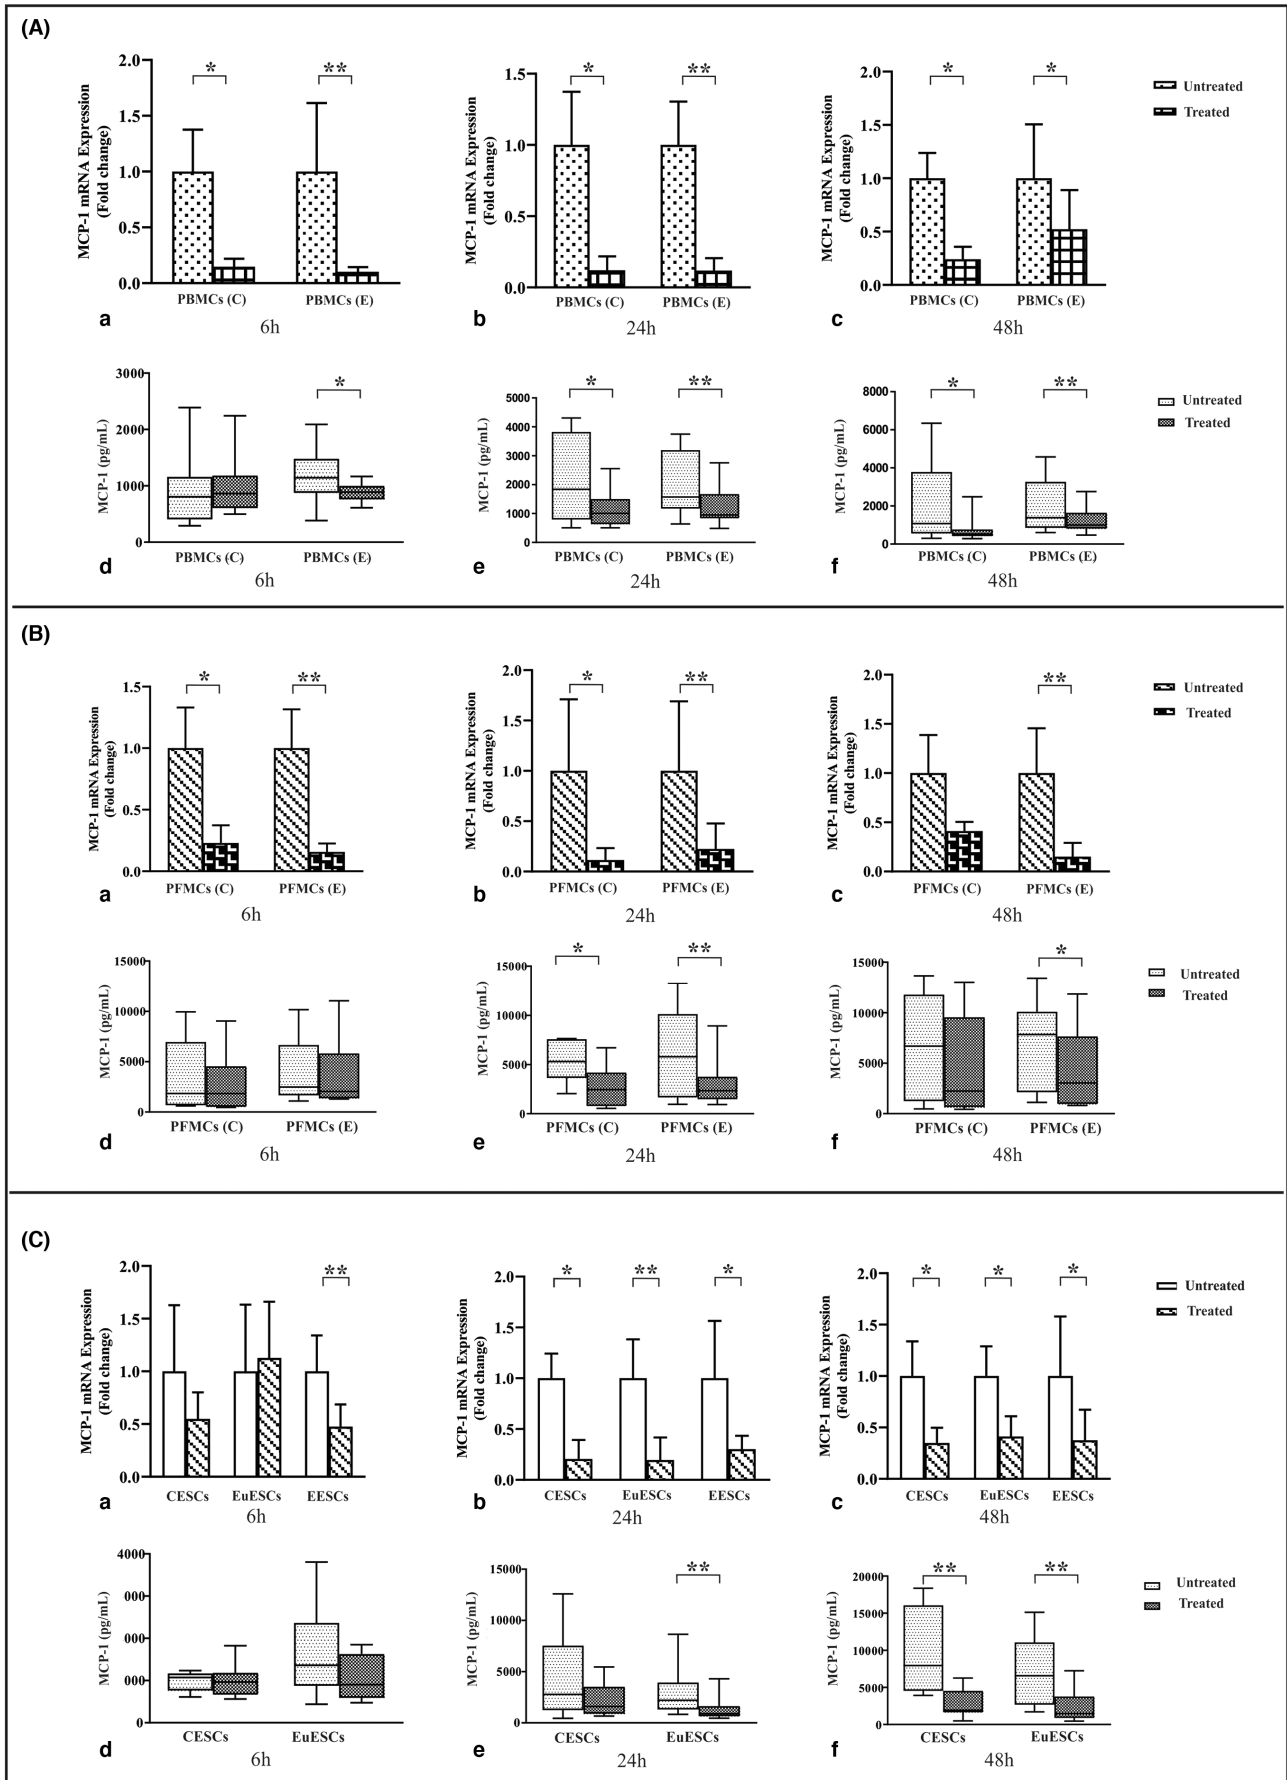 (A)
MCP-1 mRNA Expression
(Fold change)
2.0
1.5
1.0
0.5
0.0
*
**
PBMCs (C)
PBMCs (E)
a
6h
MCP-1 mRNA Expression
(Fold change)
1.5
1.0
0.5
0.0
*
**
PBMCs (C)
PBMCs (E)
b
24h
MCP-1 mRNA Expression
(Fold change)
2.0
1.5
1.0
0.5
0.0
*
*
PBMCs (C)
PBMCs (E)
c
48h
Untreated
Treated
MCP-1 (pg/mL)
3000
2000
1000
0
*
PBMCs (C)
PBMCs (E)
d
6h
MCP-1 (pg/mL)
5000
4000
3000
2000
1000
0
*
**
PBMCs (C)
PBMCs (E)
e
24h
MCP-1 (pg/mL)
8000
6000
4000
2000
0
*
**
PBMCs (C)
PBMCs (E)
f
48h
Untreated
Treated
(B)
MCP-1 mRNA Expression
(Fold change)
1.5
1.0
0.5
0.0
*
**
PFMCs (C)
PFMCs (E)
a
6h
MCP-1 mRNA Expression
(Fold change)
2.0
1.5
1.0
0.5
0.0
*
**
PFMCs (C)
PFMCs (E)
b
24h
MCP-1 mRNA Expression
(Fold change)
2.0
1.5
1.0
0.5
0.0
**
PFMCs (C)
PFMCs (E)
c
48h
Untreated
Treated
MCP-1 (pg/mL)
15000
10000
5000
0
PFMCs (C)
PFMCs (E)
d
6h
MCP-1 (pg/mL)
15000
10000
5000
0
*
**
PFMCs (C)
PFMCs (E)
e
24h
MCP-1 (pg/mL)
15000
10000
5000
0
*
PFMCs (C)
PFMCs (E)
f
48h
Untreated
Treated
(C)
MCP-1 mRNA Expression
(Fold change)
2.0
1.5
1.0
0.5
0.0
**
CESCs
EuESCs
EESCs
a
6h
MCP-1 mRNA Expression
(Fold change)
2.0
1.5
1.0
0.5
0.0
*
**
*
CESCs
EuESCs
EESCs
b
24h
MCP-1 mRNA Expression
(Fold change)
2.0
1.5
1.0
0.5
0.0
*
*
*
CESCs
EuESCs
EESCs
c
48h
Untreated
Treated
MCP-1 (pg/mL)
4000
000
000
000
0
CESCs
EuESCs
d
6h
MCP-1 (pg/mL)
15000
10000
5000
0
**
CESCs
EuESCs
e
24h
MCP-1 (pg/mL)
20000
15000
10000
5000
0
**
**
CESCs
EuESCs
f
48h
Untreated
Treated